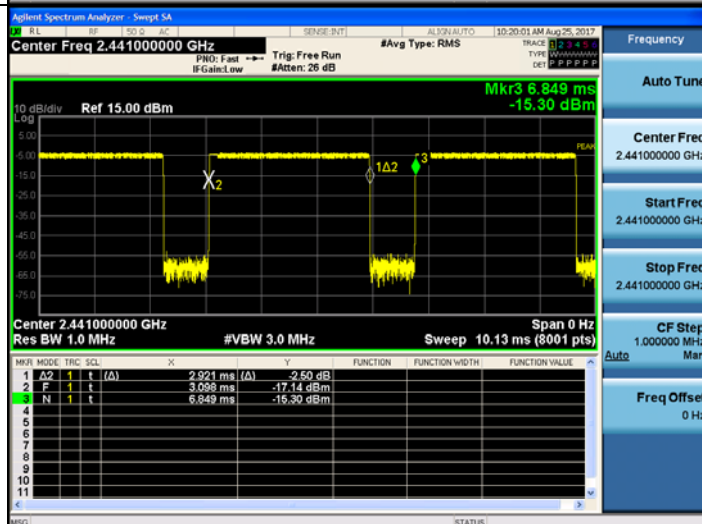 Agilent Spectrum Analyzer - Swept SA
RL RF 50 Ω AC SENSE:INT ALIGN AUTO 10:20:01 AM Aug 25, 2017
Center Freq 2.441000000 GHz
PNO: Fast
IFGain:Low
Trig: Free Run
#Atten: 26 dB
#Avg Type: RMS
TRACE 1 2 3 4 5 6
TYPE WWWWWW
DET P P P P P P
Frequency
Mkr3 6.849 ms
-15.30 dBm
10 dB/div Ref 15.00 dBm
Log
5.00
-5.00
-15.0
-25.0
-35.0
-45.0
-65.0
-75.0
PEAK
2
1Δ2
3
Center 2.441000000 GHz Span 0 Hz
Res BW 1.0 MHz #VBW 3.0 MHz Sweep 10.13 ms (8001 pts)
MKR MODE TRC SCL X Y FUNCTION FUNCTION WIDTH FUNCTION VALUE
1 Δ2 1 t (Δ) 2.921 ms (Δ) -2.50 dB
2 F 1 t 3.098 ms -17.14 dBm
3 N 1 t 6.849 ms -15.30 dBm
4
5
6
7
8
9
10
11
MSG STATUS
Auto Tune
Center Freq
2.441000000 GHz
Start Freq
2.441000000 GHz
Stop Freq
2.441000000 GHz
CF Step
1.000000 MHz
Auto Man
Freq Offset
0 Hz